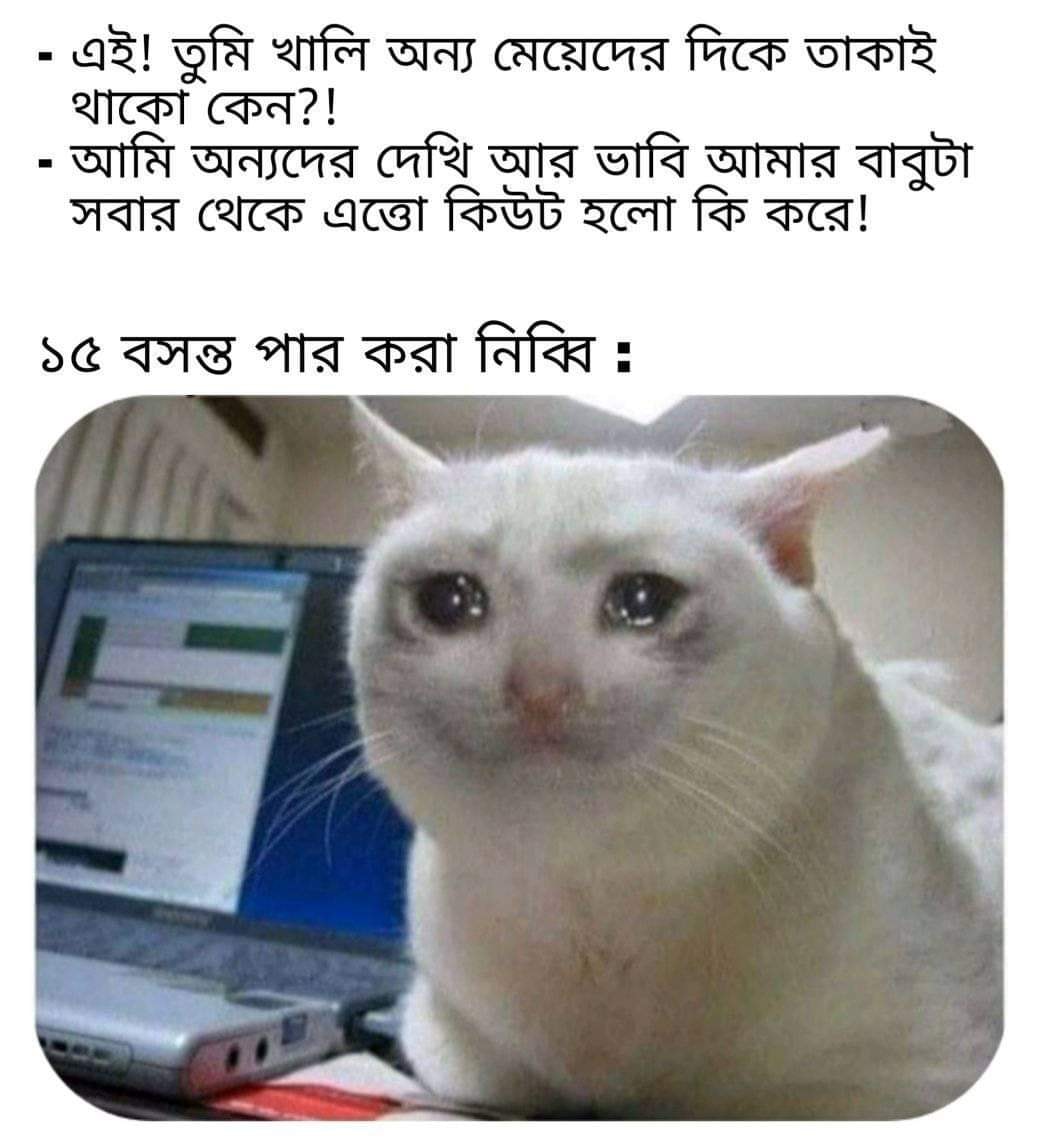 - এই! তুমি খালি অন্য মেয়েদের দিকে তাকাই
থাকো কেন?!
- আমি অন্যদের দেখি আর ভাবি আমার বাবুটা
সবার থেকে এত্তো কিউট হলো কি করে!
১৫ বসন্ত পার করা নিব্বি :